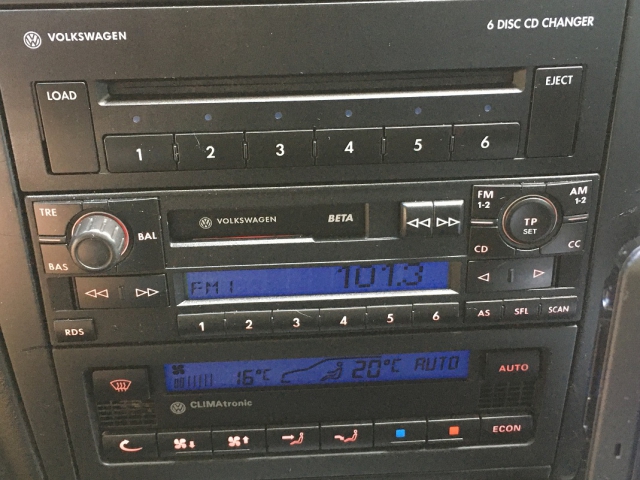 VOLKSWAGEN
6 DISC CD CHANGER
LOAD
EJECT
1 2 3 4 5 6
TRE
BAL
BAS
VOLKSWAGEN BETA
FM 1-2
AM 1-2
TP SET
CD
CC
FM1 101.3
RDS
1 2 3 4 5 6
AS SFL SCAN
16°C 20°C AUTO
AUTO
CLIMAtronic
ECON